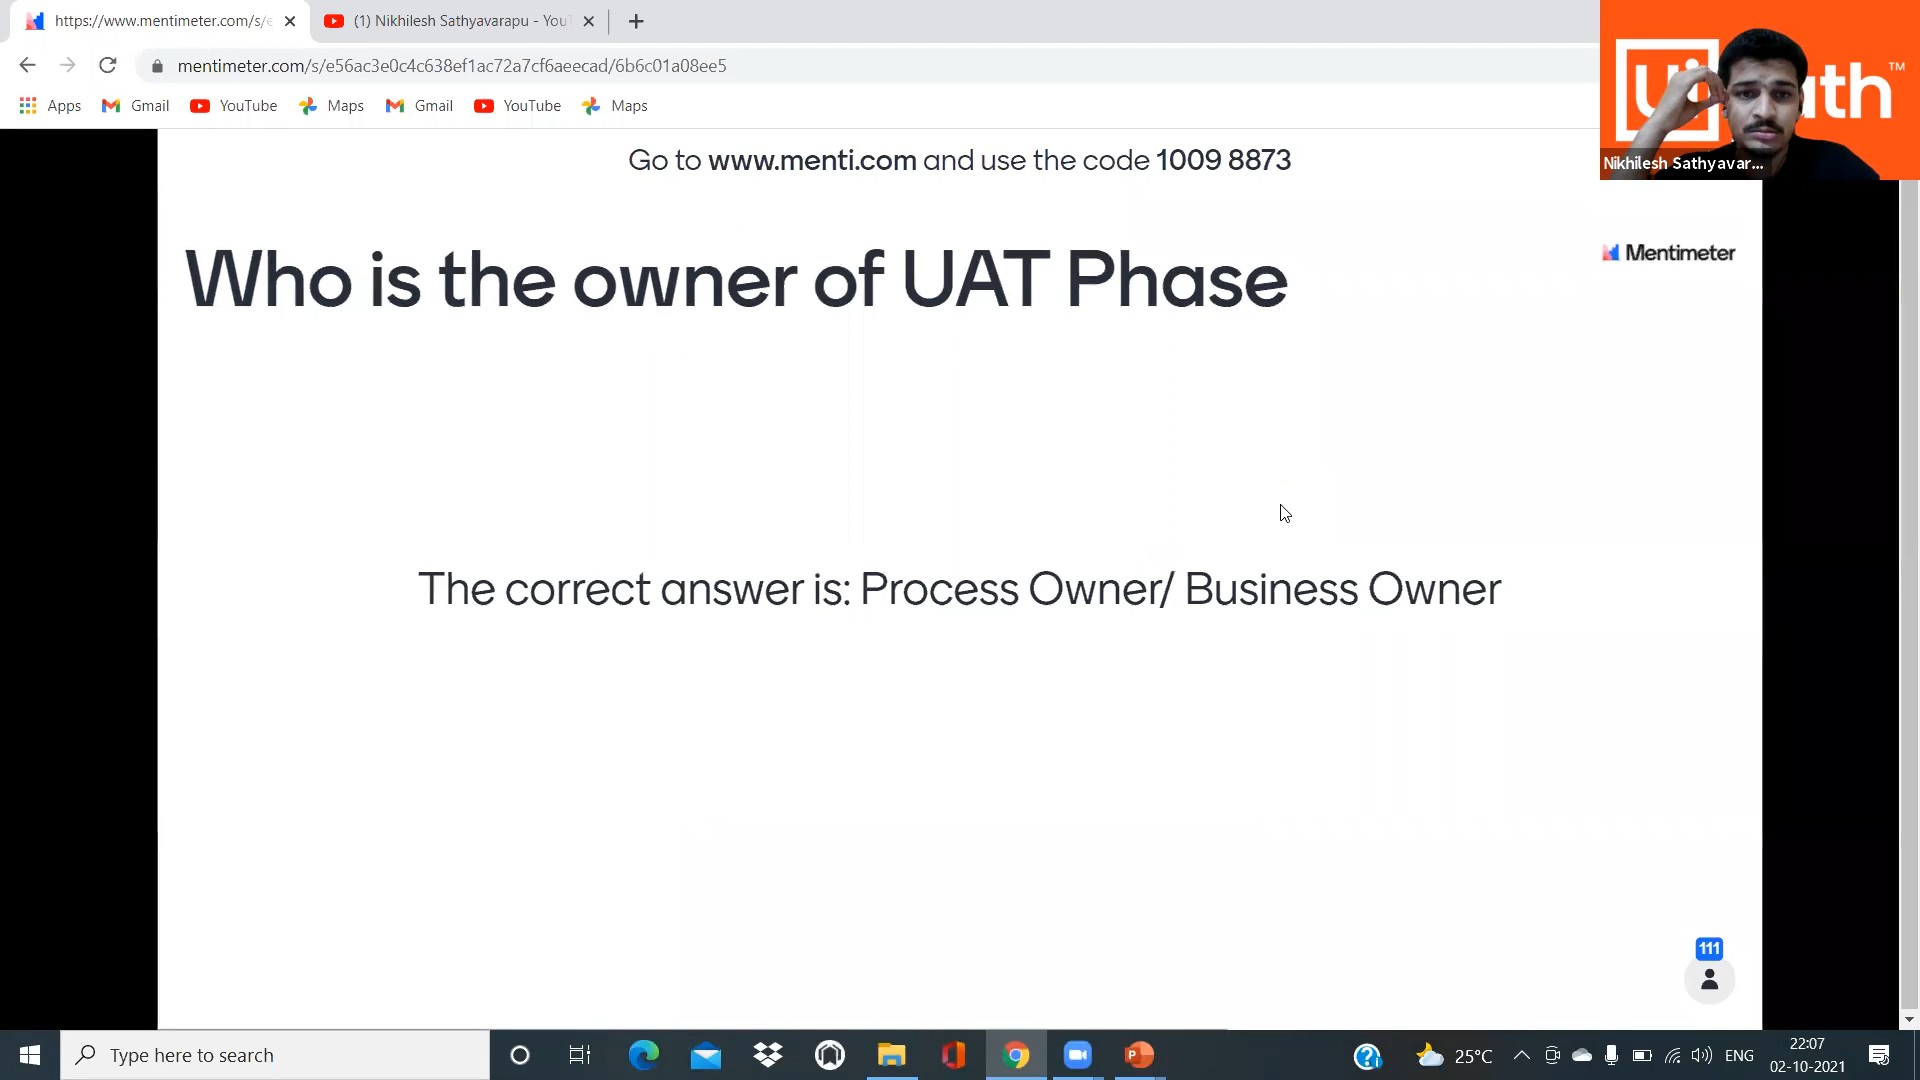 https://www.mentimeter.com/s/e
(1) Nikhilesh Sathyavarapu - YouT
mentimeter.com/s/e56ac3e0c4c638ef1ac72a7cf6aeecad/6b6c01a08ee5
Apps
Gmail
YouTube
Maps
Gmail
YouTube
Maps
Ui
ath™
Nikhilesh Sathyavar...
Go to www.menti.com and use the code 1009 8873
Mentimeter
Who is the owner of UAT Phase
The correct answer is: Process Owner/ Business Owner
111
Type here to search
25°C
ENG
22:07
02-10-2021